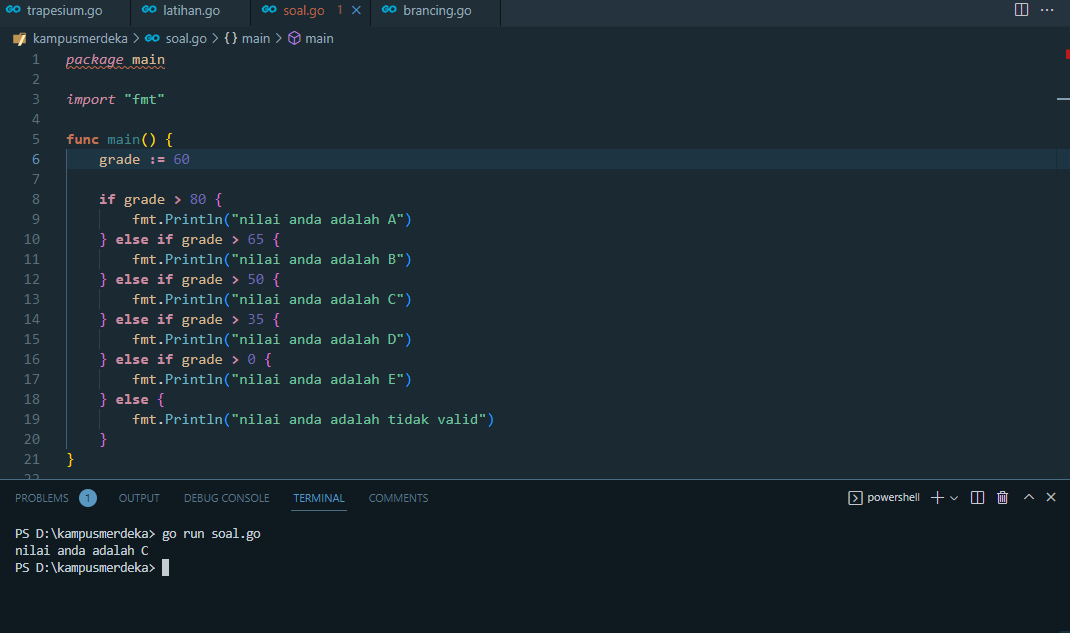 trapesium.go latihan.go soal.go 1 brancing.go
kampusmerdeka > soal.go > {} main > main
1 package main
2
3 import "fmt"
4
5 func main() {
6     grade := 60
7
8     if grade > 80 {
9         fmt.Println("nilai anda adalah A")
10     } else if grade > 65 {
11         fmt.Println("nilai anda adalah B")
12     } else if grade > 50 {
13         fmt.Println("nilai anda adalah C")
14     } else if grade > 35 {
15         fmt.Println("nilai anda adalah D")
16     } else if grade > 0 {
17         fmt.Println("nilai anda adalah E")
18     } else {
19         fmt.Println("nilai anda adalah tidak valid")
20     }
21 }
22
PROBLEMS 1 OUTPUT DEBUG CONSOLE TERMINAL COMMENTS powershell
PS D:\kampusmerdeka> go run soal.go
nilai anda adalah C
PS D:\kampusmerdeka>